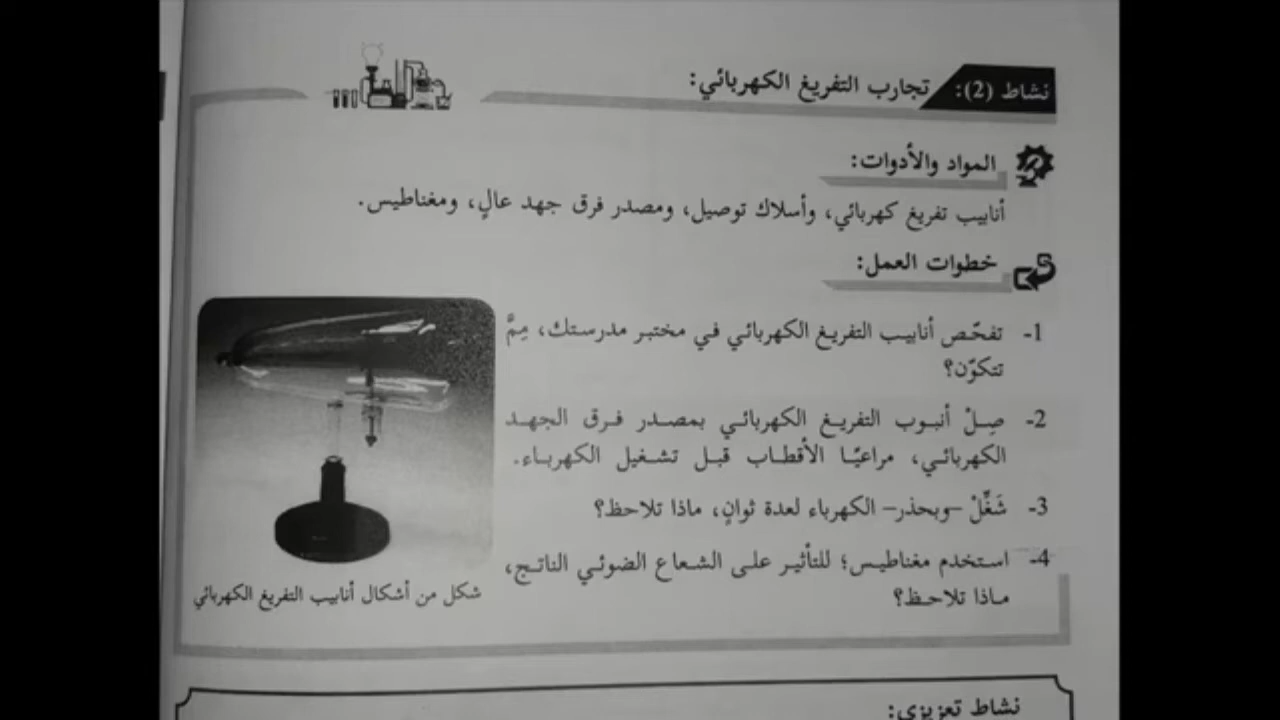 نشاط (2): تجارب التفريغ الكهربائي:
المواد والأدوات:
أنابيب تفريغ كهربائي، وأسلاك توصيل، ومصدر فرق جهد عالٍ، ومغناطيس.
خطوات العمل:
1- تفحّص أنابيب التفريغ الكهربائي في مختبر مدرستك، مِمَّ
تتكوّن؟
2- صِلْ أنبوب التفريغ الكهربائي بمصدر فرق الجهد
الكهربائي، مراعيًا الأقطاب قبل تشغيل الكهرباء.
3- شَغِّلْ –وبحذر– الكهرباء لعدة ثوانٍ، ماذا تلاحظ؟
4- استخدم مغناطيس؛ للتأثير على الشعاع الضوئي الناتج،
ماذا تلاحظ؟
شكل من أشكال أنابيب التفريغ الكهربائي
نشاط تعزيزي: